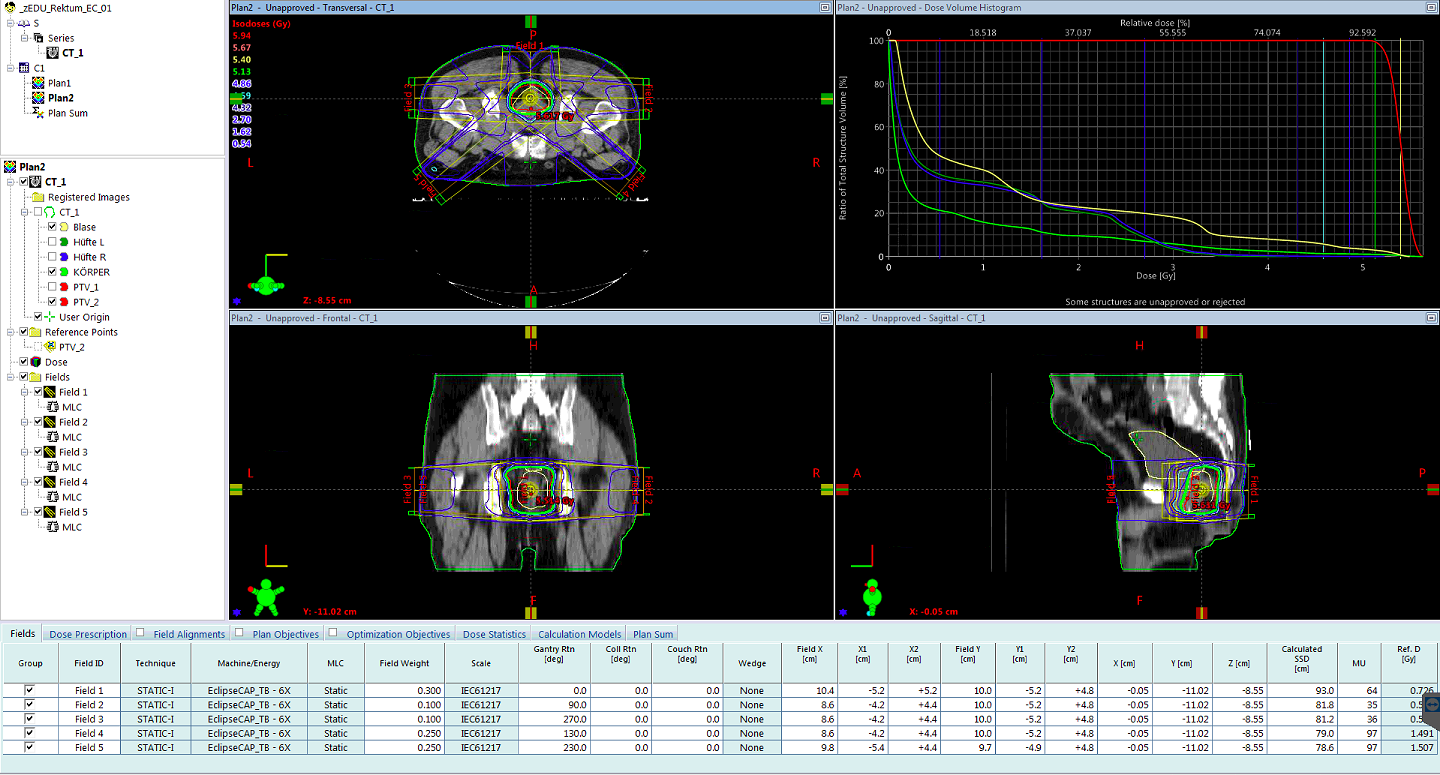 _zEDU_Rektum_EC_01
S
Series
CT_1
C1
Plan1
Plan2
Plan Sum
Plan2
CT_1
Registered Images
CT_1
Blase
Hüfte L
Hüfte R
KÖRPER
PTV_1
PTV_2
User Origin
Reference Points
PTV_2
Dose
Fields
Field 1
MLC
Field 2
MLC
Field 3
MLC
Field 4
MLC
Field 5
MLC
Plan2 - Unapproved - Transversal - CT_1
Isodoses (Gy)
5.94
5.67
5.40
5.13
4.86
4.32
2.70
1.62
0.54
P
Field 1
Field 3
Field 2
L
R
A
Z: -8.55 cm
Plan2 - Unapproved - Dose Volume Histogram
Relative dose [%]
0 18.518 37.037 55.555 74.074 92.592
Ratio of Total Structure Volume [%]
100
80
60
40
20
0
0 1 2 3 4 5
Dose [Gy]
Some structures are unapproved or rejected
Plan2 - Unapproved - Frontal - CT_1
H
L
R
Field 3
Field 2
F
Y: -11.02 cm
Plan2 - Unapproved - Sagittal - CT_1
H
A
P
Field 1
F
X: -0.05 cm
Fields Dose Prescription Field Alignments Plan Objectives Optimization Objectives Dose Statistics Calculation Models Plan Sum
Group Field ID Technique Machine/Energy MLC Field Weight Scale Gantry Rtn [deg] Coll Rtn [deg] Couch Rtn [deg] Wedge Field X [cm] X1 [cm] X2 [cm] Field Y [cm] Y1 [cm] Y2 [cm] X [cm] Y [cm] Z [cm] Calculated SSD [cm] MU Ref. D [Gy]
Field 1 STATIC-I EclipseCAP_TB - 6X Static 0.300 IEC61217 0.0 0.0 0.0 None 10.4 -5.2 +5.2 10.0 -5.2 +4.8 -0.05 -11.02 -8.55 93.0 64 0.726
Field 2 STATIC-I EclipseCAP_TB - 6X Static 0.100 IEC61217 90.0 0.0 0.0 None 8.6 -4.2 +4.4 10.0 -5.2 +4.8 -0.05 -11.02 -8.55 81.8 35
Field 3 STATIC-I EclipseCAP_TB - 6X Static 0.100 IEC61217 270.0 0.0 0.0 None 8.6 -4.2 +4.4 10.0 -5.2 +4.8 -0.05 -11.02 -8.55 81.2 36
Field 4 STATIC-I EclipseCAP_TB - 6X Static 0.250 IEC61217 130.0 0.0 0.0 None 8.6 -4.2 +4.4 10.0 -5.2 +4.8 -0.05 -11.02 -8.55 79.0 97 1.491
Field 5 STATIC-I EclipseCAP_TB - 6X Static 0.250 IEC61217 230.0 0.0 0.0 None 9.8 -5.4 +4.4 9.7 -4.9 +4.8 -0.05 -11.02 -8.55 78.6 97 1.507